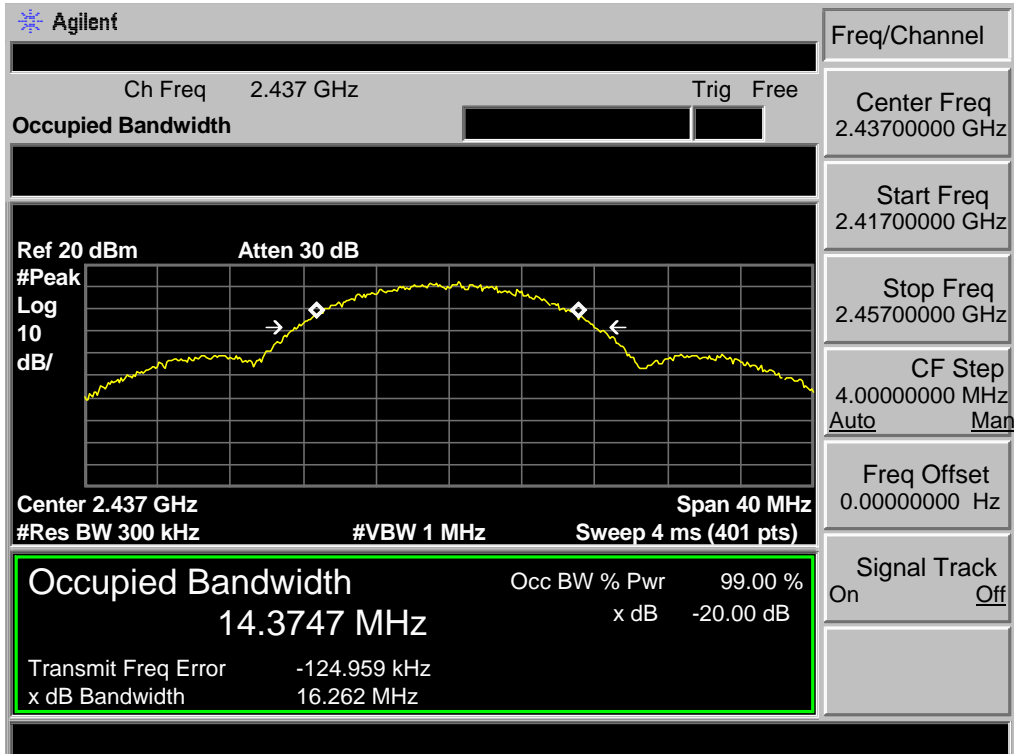 Agilent
Freq/Channel
Ch Freq 2.437 GHz Trig Free
Occupied Bandwidth
Center Freq
2.43700000 GHz
Start Freq
2.41700000 GHz
Stop Freq
2.45700000 GHz
CF Step
4.00000000 MHz
Auto Man
Freq Offset
0.00000000 Hz
Signal Track
On Off
Ref 20 dBm Atten 30 dB
#Peak
Log
10
dB/
Center 2.437 GHz Span 40 MHz
#Res BW 300 kHz #VBW 1 MHz Sweep 4 ms (401 pts)
Occupied Bandwidth Occ BW % Pwr 99.00 %
14.3747 MHz x dB -20.00 dB
Transmit Freq Error -124.959 kHz
x dB Bandwidth 16.262 MHz